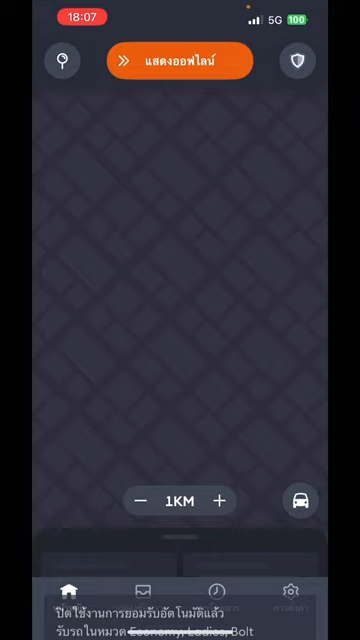 18:07
5G 100
แสดงออฟไลน์
1KM
ปิดใช้งานการยอมรับอัตโนมัติแล้ว
รับรถในหมวด Economy, Ladies, Bolt